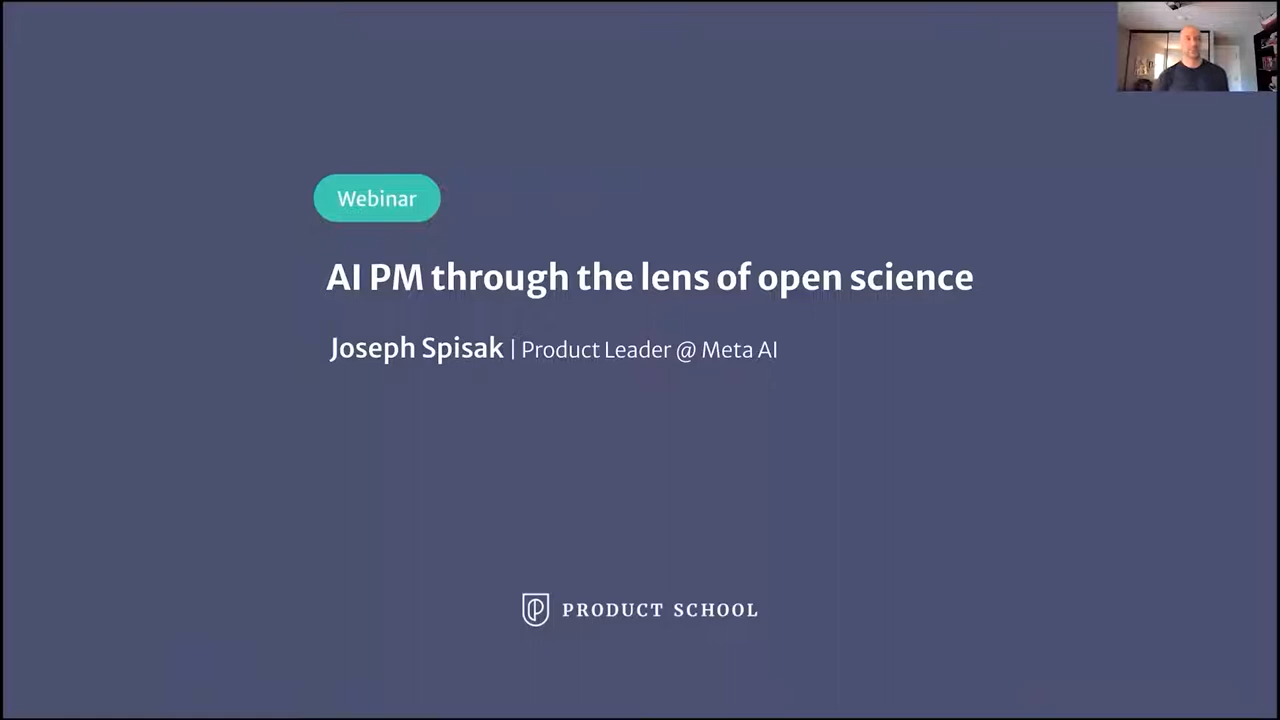 Webinar
AI PM through the lens of open science
Joseph Spisak | Product Leader @ Meta AI
PRODUCT SCHOOL